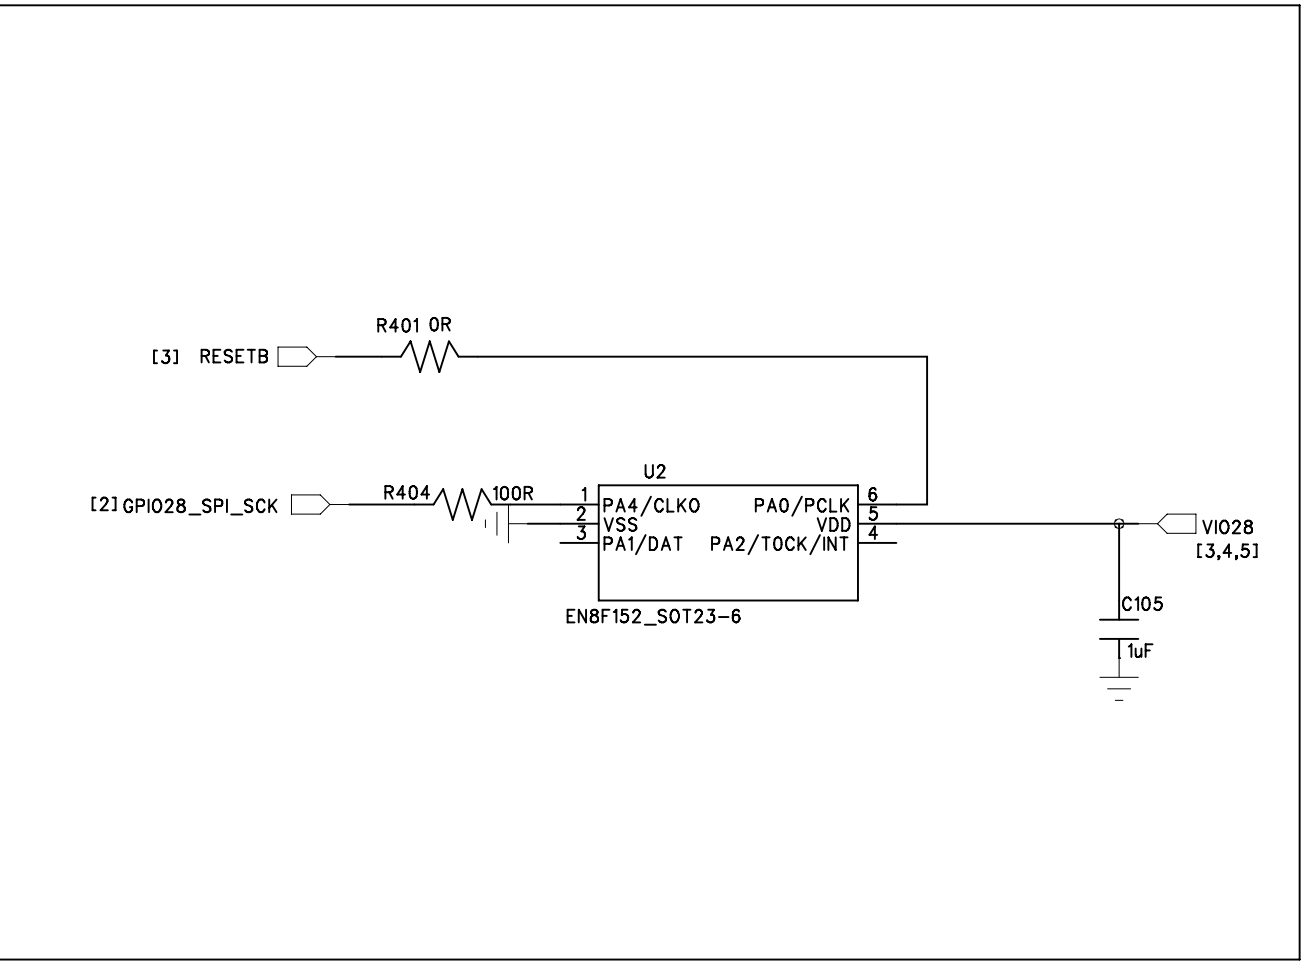 R401 0R
[3] RESETB
U2
[2] GPIO28_SPI_SCK R404 100R 1 PA4/CLKO PA0/PCLK 6
2 VSS VDD 5 VIO28
3 PA1/DAT PA2/TOCK/INT 4 [3,4,5]
C105
EN8F152_SOT23-6
1uF